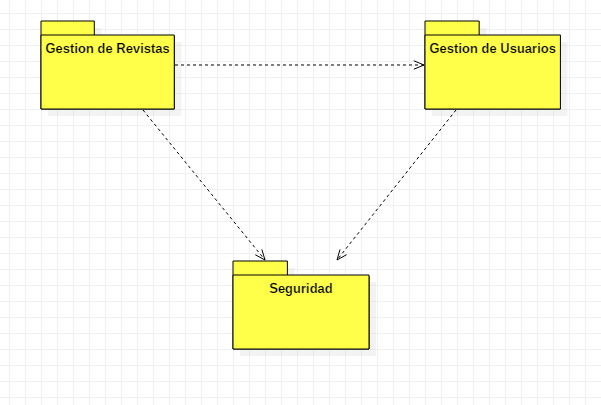 Gestion de Revistas
Gestion de Usuarios
Seguridad